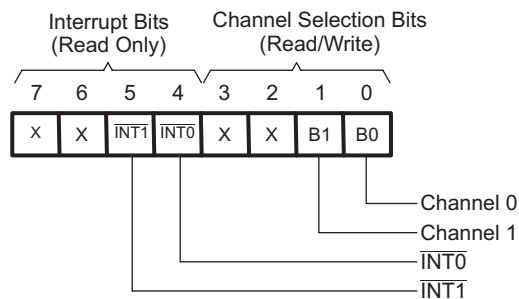 Interrupt Bits
(Read Only)
Channel Selection Bits
(Read/Write)
7 6 5 4 3 2 1 0
X X INT1 INT0 X X B1 B0
Channel 0
Channel 1
INT0
INT1